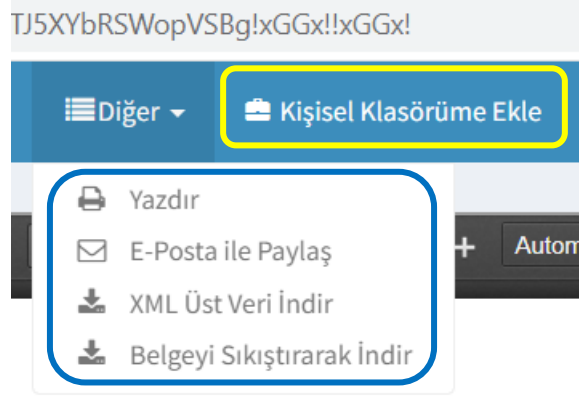 TJ5XYbRSWopVSBg!xGGx!!xGGx!
Diğer Kişisel Klasörüme Ekle
Yazdır
E-Posta ile Paylaş
+ Autom
XML Üst Veri İndir
Belgeyi Sıkıştırarak İndir